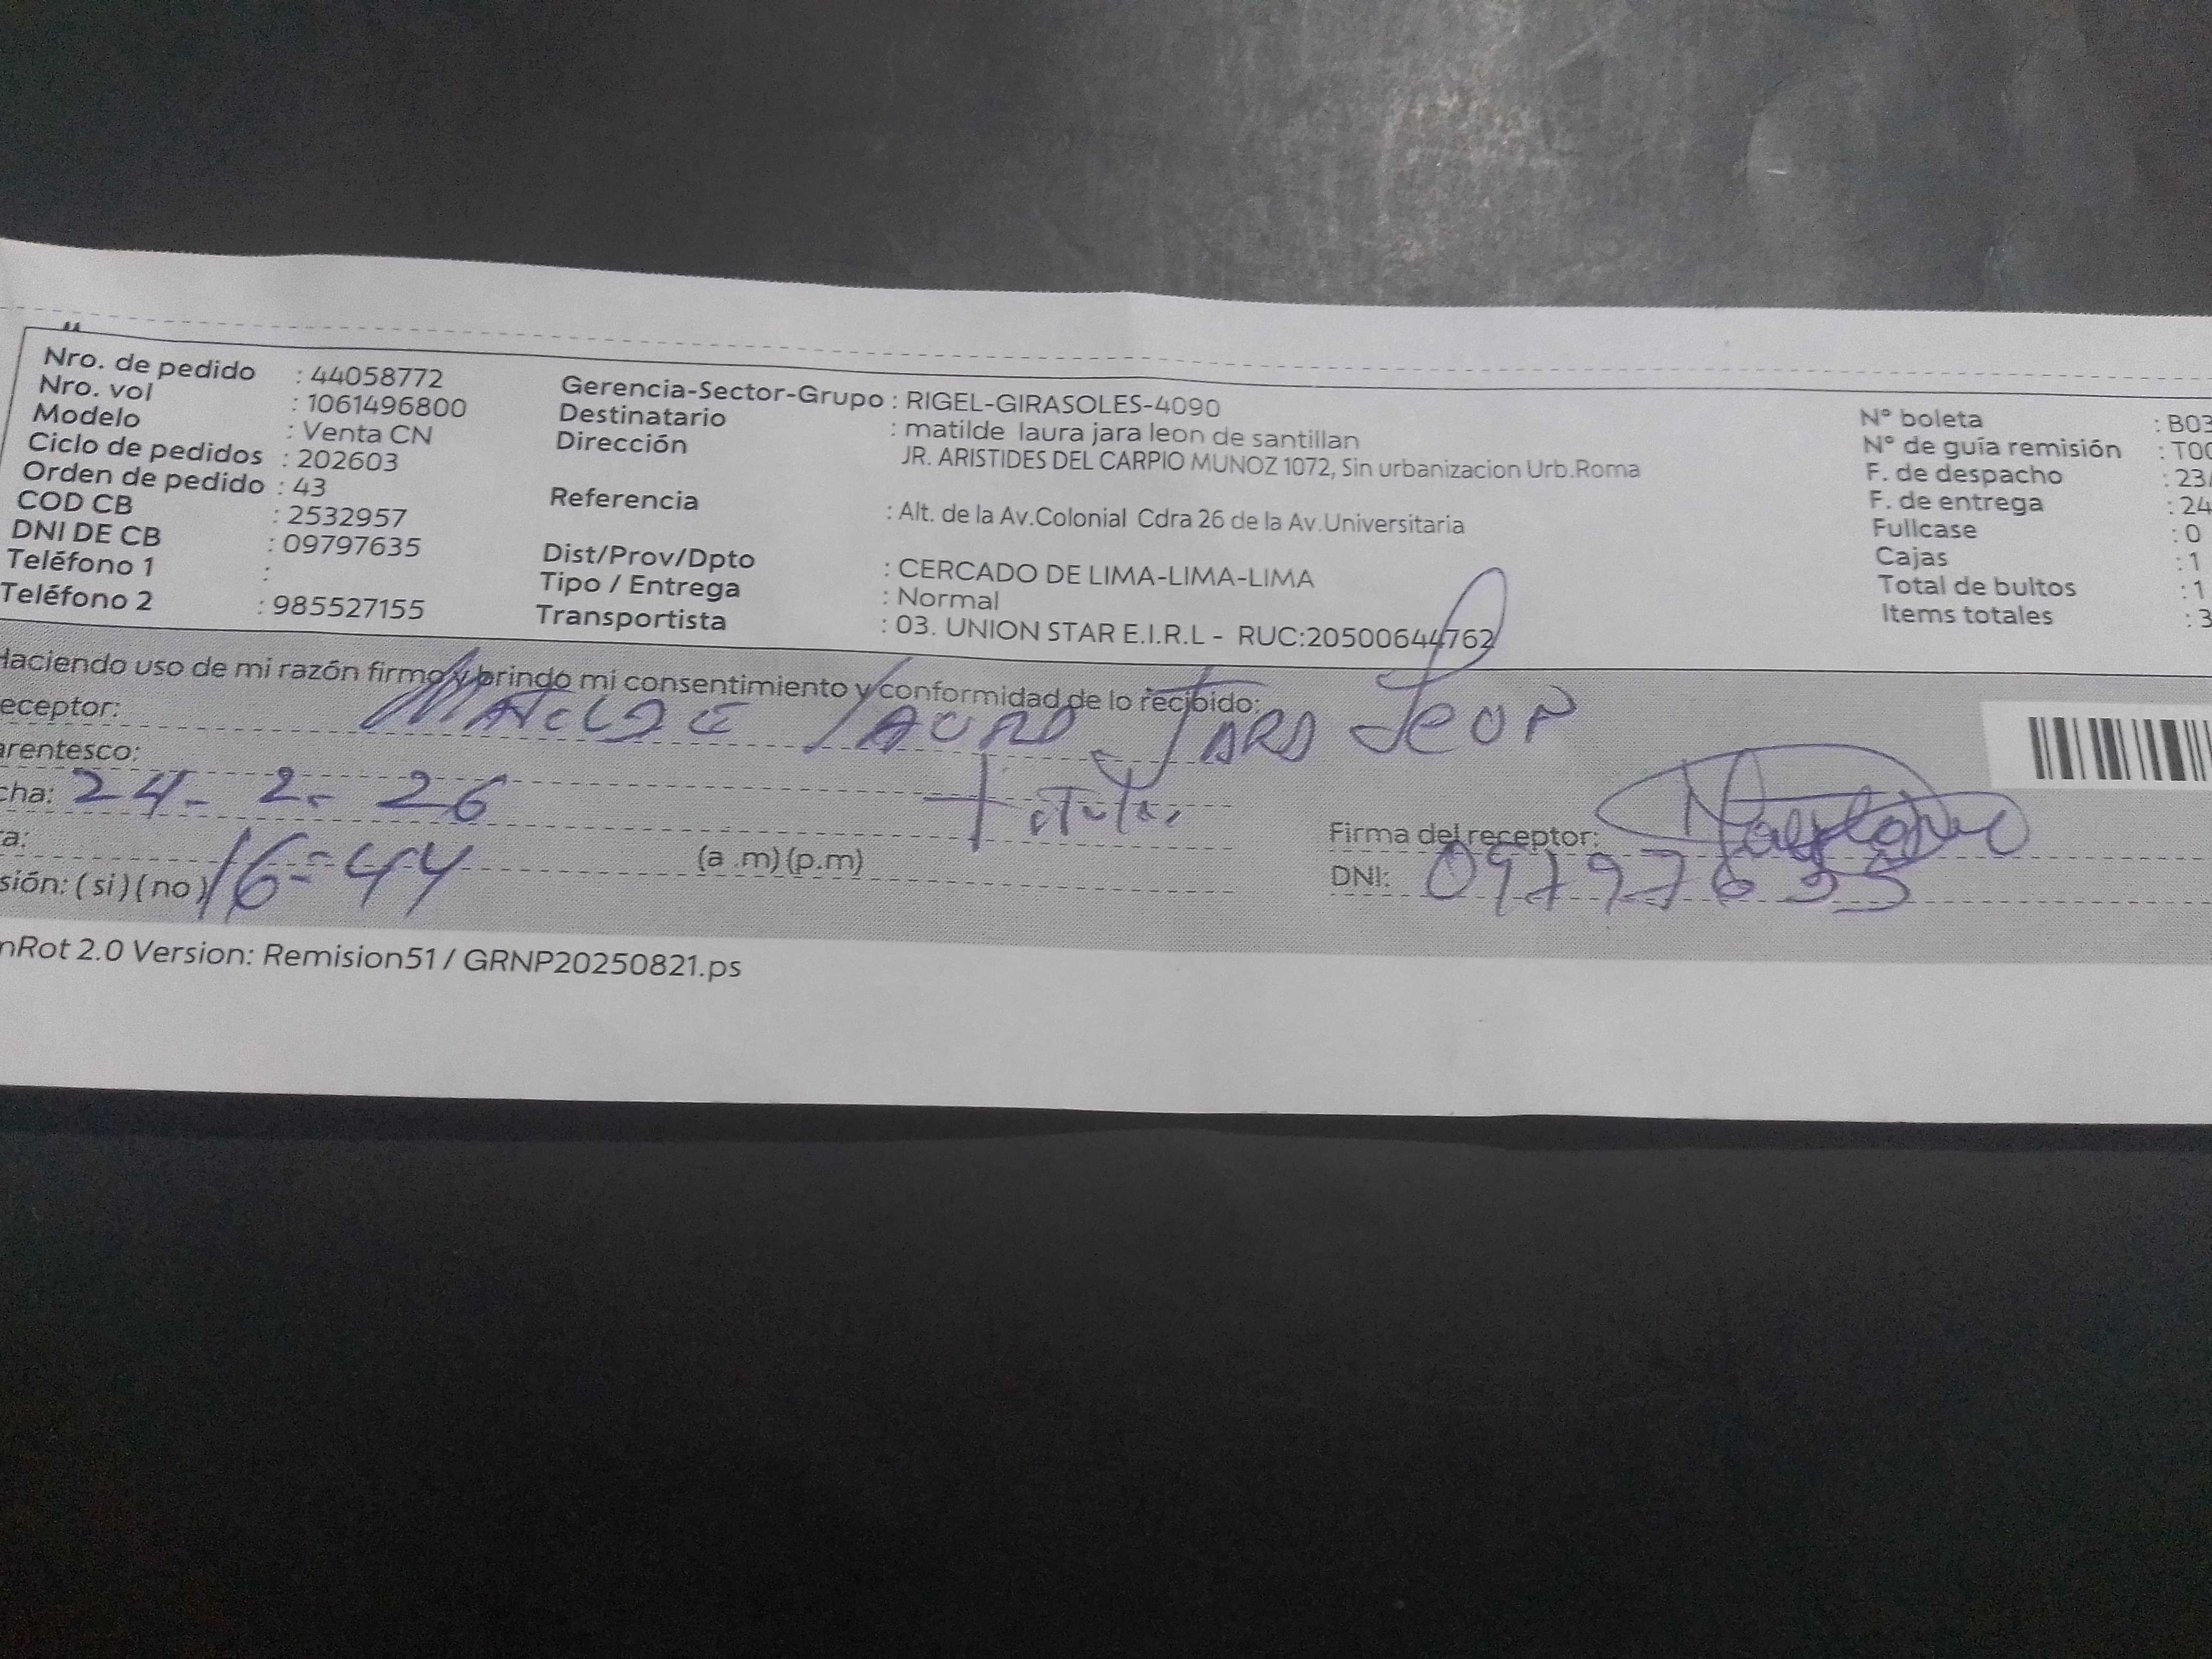 Nro. de pedido : 44058772
Nro. vol : 1061496800
Modelo : Venta CN
Ciclo de pedidos : 202603
Orden de pedido : 43
COD CB : 2532957
DNI DE CB : 09797635
Teléfono 1 :
Teléfono 2 : 985527155
Gerencia-Sector-Grupo : RIGEL-GIRASOLES-4090
Destinatario : matilde laura jara leon de santillan
Dirección JR. ARISTIDES DEL CARPIO MUNOZ 1072, Sin urbanizacion Urb.Roma
Referencia : Alt. de la Av.Colonial Cdra 26 de la Av.Universitaria
Dist/Prov/Dpto : CERCADO DE LIMA-LIMA-LIMA
Tipo / Entrega : Normal
Transportista : 03. UNION STAR E.I.R.L - RUC:20500644762
N° boleta : B03
N° de guía remisión : T00
F. de despacho : 23/
F. de entrega : 24
Fullcase : 0
Cajas : 1
Total de bultos : 1
Items totales : 3
Haciendo uso de mi razón firmo y brindo mi consentimiento y conformidad de lo recibido:
eceptor: MATILDE LAURA JARA LEON
arentesco: titular
cha: 24- 2- 26
a: 16=44 (a .m) (p.m)
sión: ( si ) ( no )
Firma del receptor:
DNI: 09797635
nRot 2.0 Version: Remision51 / GRNP20250821.ps